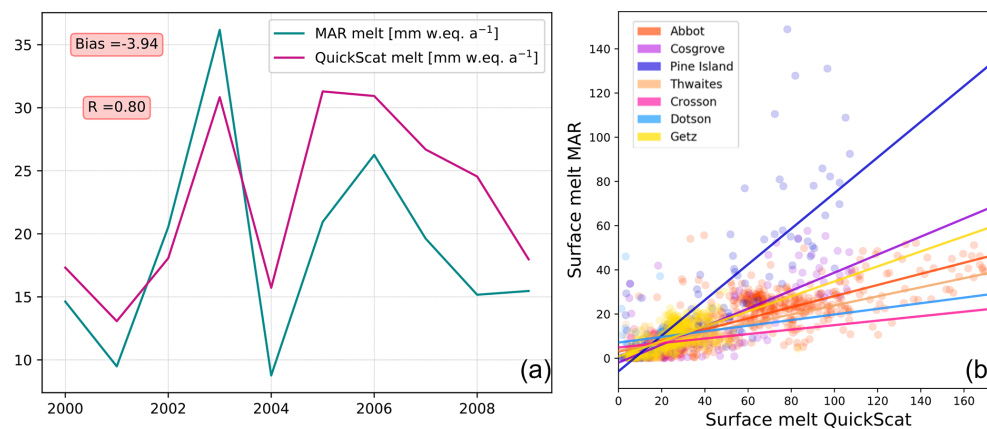 Bias =-3.94
R =0.80
MAR melt [mm w.eq. a⁻¹]
QuickScat melt [mm w.eq. a⁻¹]
35
30
25
20
15
10
2000 2002 2004 2006 2008
(a)
Surface melt MAR
140
120
100
80
60
40
20
0
Abbot
Cosgrove
Pine Island
Thwaites
Crosson
Dotson
Getz
0 20 40 60 80 100 120 140 160
Surface melt QuickScat
(b